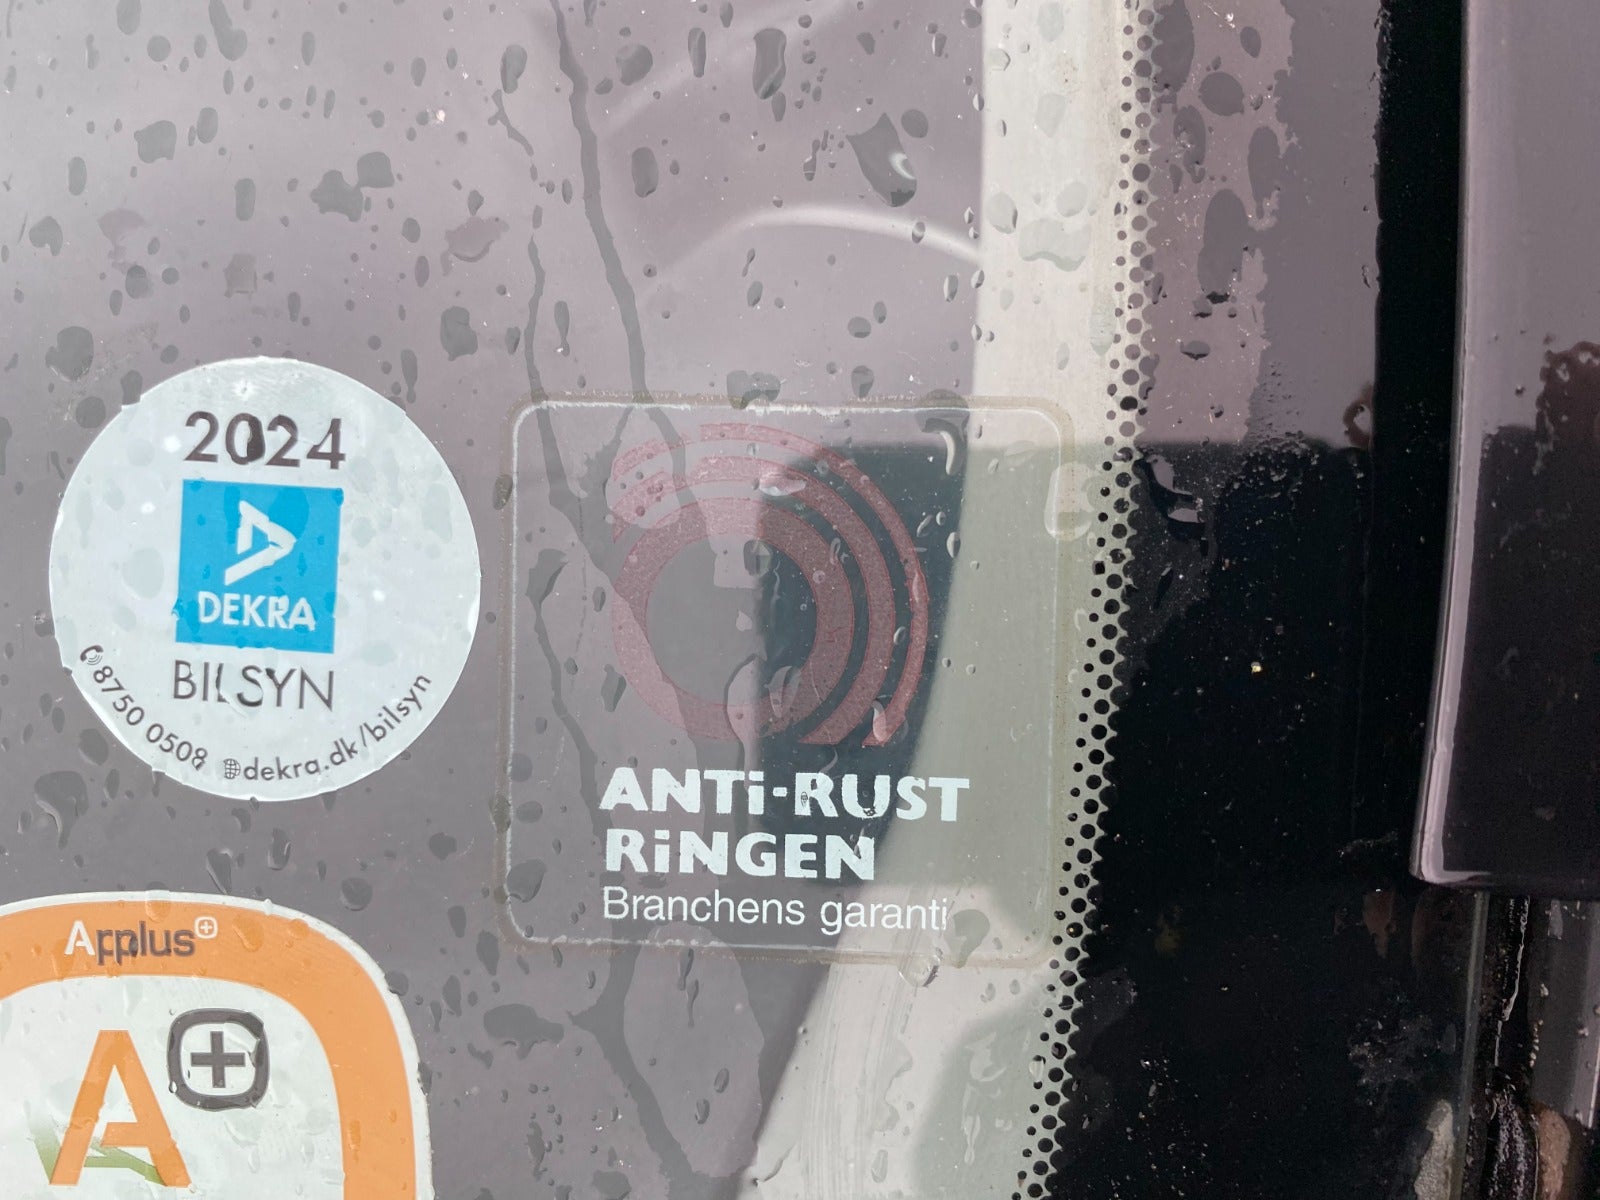 2024
DEKRA
BILSYN
8750 0508 dekra.dk/bilsyn
ANTi-RUST
RiNGEN
Branchens garanti
Applus+
A+